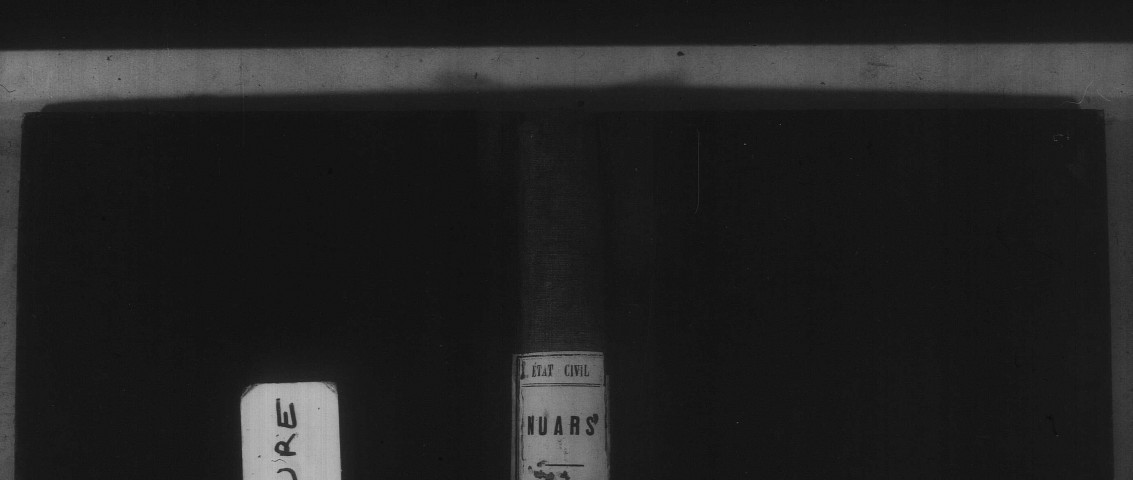 ÉTAT CIVIL
NUARS
URE